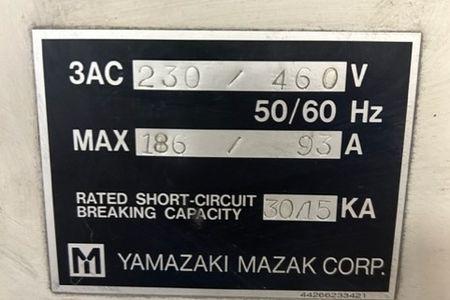 3AC 230 / 460 V
50/60 Hz
MAX 186 / 93 A
RATED SHORT-CIRCUIT
BREAKING CAPACITY 30/15 KA
M YAMAZAKI MAZAK CORP.
44266233421